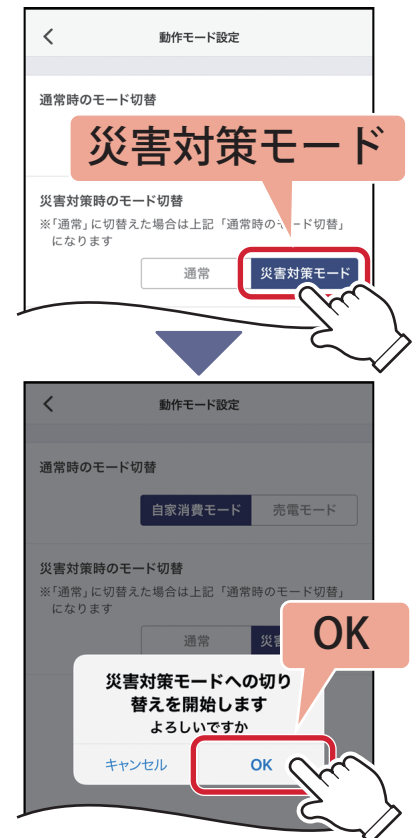 動作モード設定
通常時のモード切替
災害対策モード
災害対策時のモード切替
※「通常」に切替えた場合は上記「通常時の ード切替」
になります
通常 災害対策モード
動作モード設定
通常時のモード切替
自家消費モード 売電モード
災害対策時のモード切替
※「通常」に切替えた場合は上記「通常時のモード切替」
になります
通常 災
OK
災害対策モードへの切り
替えを開始します
よろしいですか
キャンセル OK